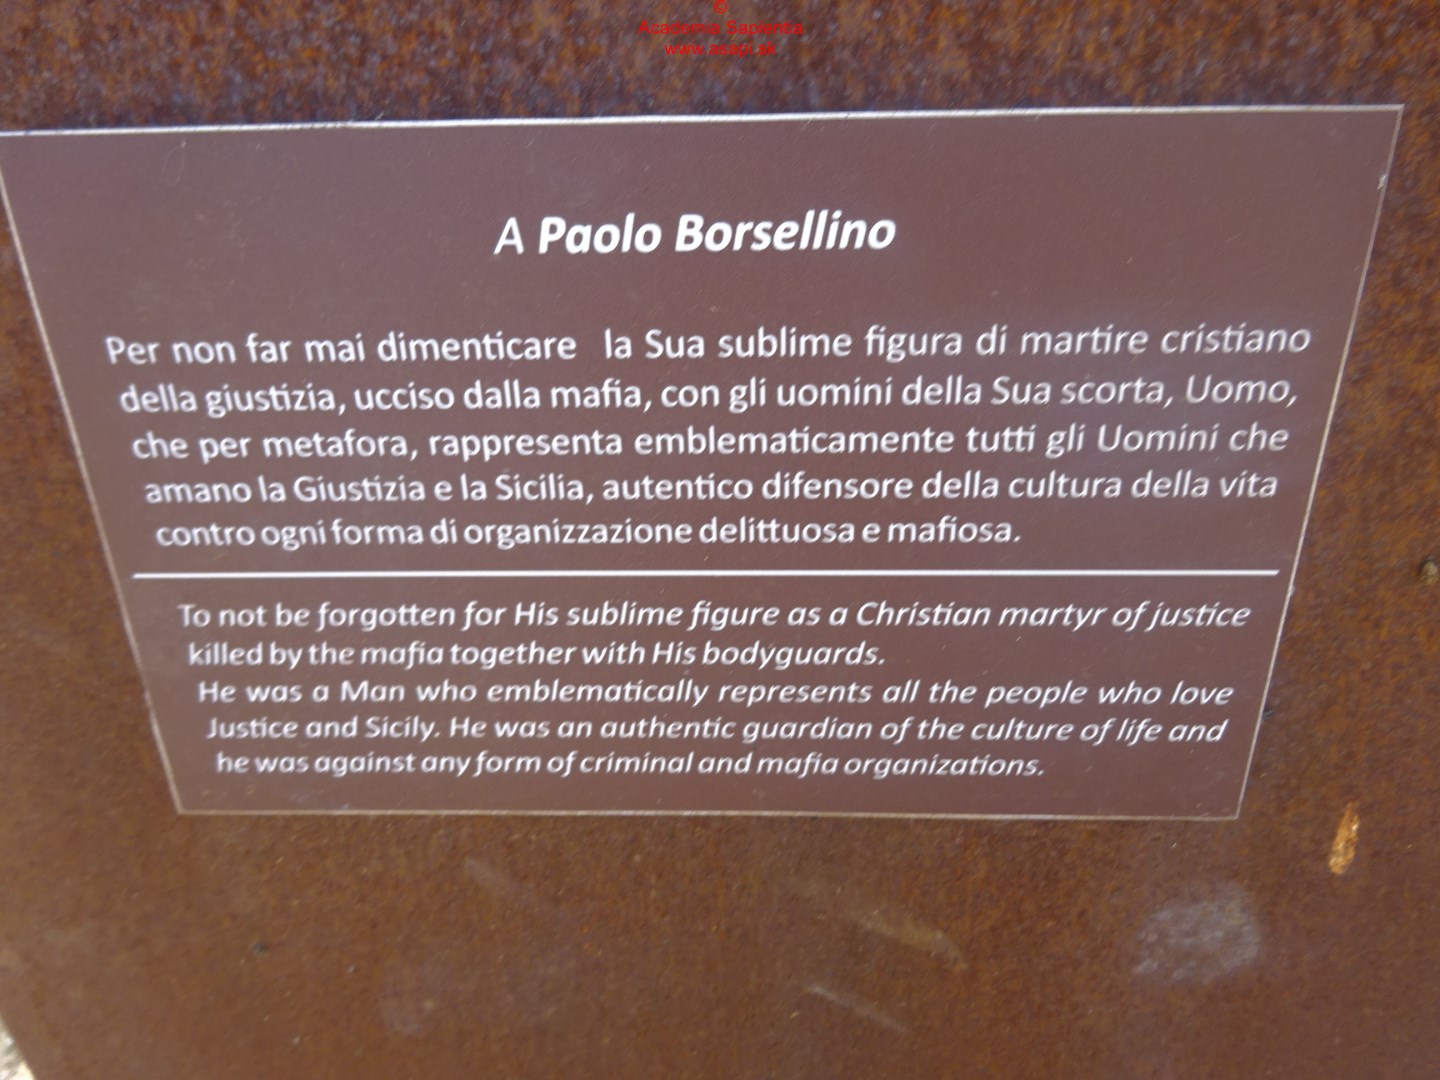 ©
Academia Sapientia
www.asapi.sk
A Paolo Borsellino
Per non far mai dimenticare la Sua sublime figura di martire cristiano
della giustizia, ucciso dalla mafia, con gli uomini della Sua scorta, Uomo,
che per metafora, rappresenta emblematicamente tutti gli Uomini che
amano la Giustizia e la Sicilia, autentico difensore della cultura della vita
contro ogni forma di organizzazione delittuosa e mafiosa.
To not be forgotten for His sublime figure as a Christian martyr of justice
killed by the mafia together with His bodyguards.
He was a Man who emblematically represents all the people who love
Justice and Sicily. He was an authentic guardian of the culture of life and
he was against any form of criminal and mafia organizations.